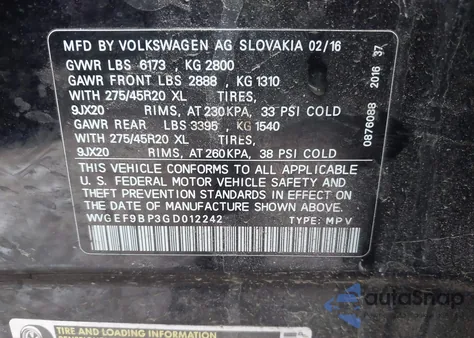 MFD BY VOLKSWAGEN AG SLOVAKIA 02/16
GVWR LBS 6173 , KG 2800
GAWR FRONT LBS 2888 , KG 1310
WITH 275/45R20 XL TIRES,
9JX20 RIMS, AT 230KPA, 33 PSI COLD
GAWR REAR LBS 3395 , KG 1540
WITH 275/45R20 XL TIRES,
9JX20 RIMS, AT 260KPA, 38 PSI COLD
THIS VEHICLE CONFORMS TO ALL APPLICABLE
U. S. FEDERAL MOTOR VEHICLE SAFETY AND
THEFT PREVENTION STANDARDS IN EFFECT ON
THE DATE OF MANUFACTURE SHOWN ABOVE.
WVGEF9BP3GD012242 TYPE: MPV
0876088 2016 37
AutoSnap
TIRE AND LOADING INFORMATION